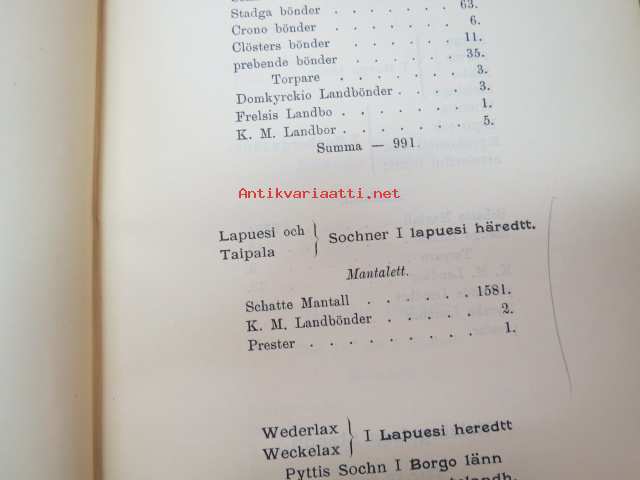 Stadga bönder . . . . . . . 63.
Crono bönder . . . . . . . 6.
Clösters bönder . . . . . . 11.
prebende bönder . . . . . . 35.
Torpare . . . . . . . 3.
Domkyrckio Landbönder . . . . 3.
Frelsis Landbo . . . . . . 1.
K. M. Landbor . . . . . . . 5.
Summa — 991.
Antikvariaatti.net
Lapuesi och } Sochner I lapuesi häredtt.
Taipala
Mantalett.
Schatte Mantall . . . . . . 1581.
K. M. Landbönder . . . . . 2.
Prester . . . . . . . . . 1.
Wederlax } I Lapuesi heredtt
Weckelax
Pyttis Sochn I Borgo länn